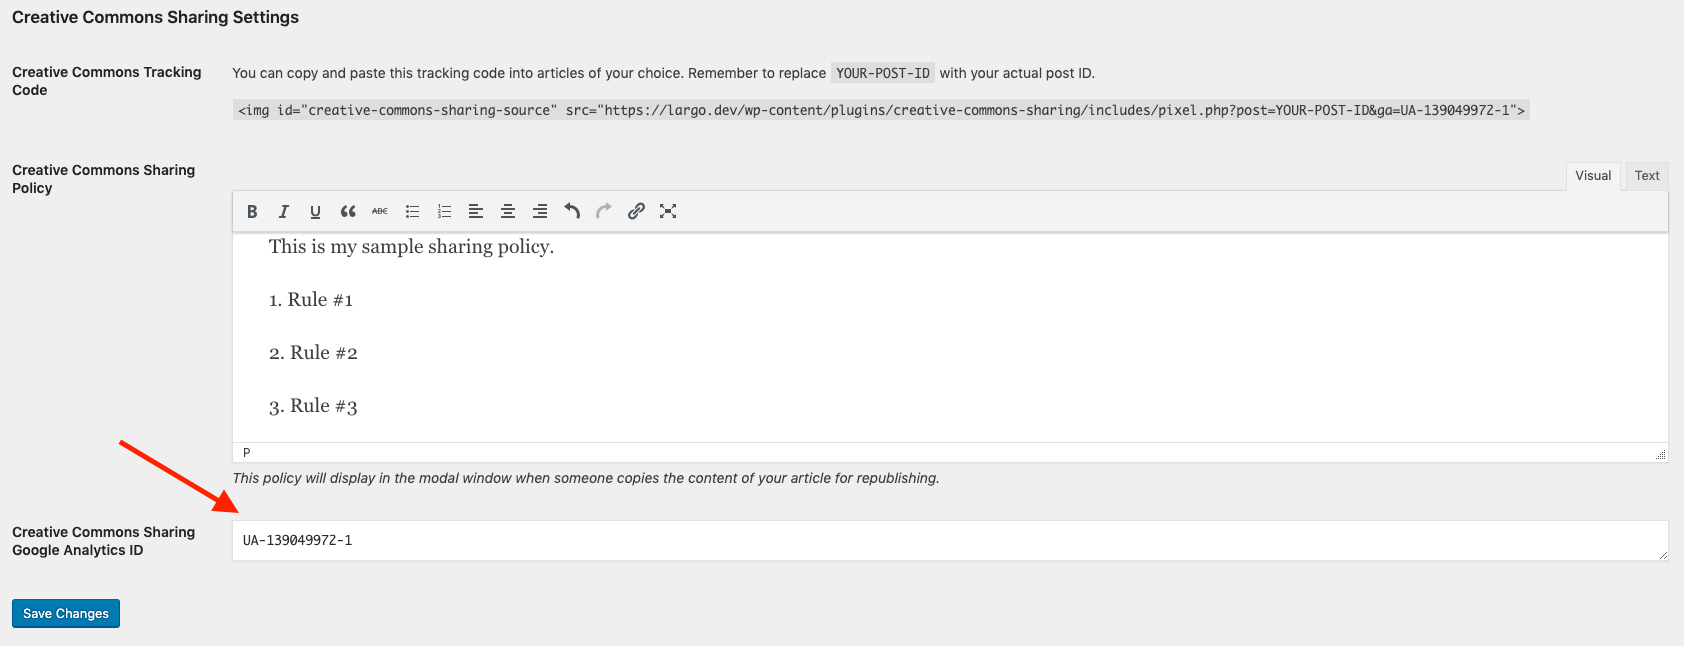 Creative Commons Sharing Settings
Creative Commons Tracking
Code
You can copy and paste this tracking code into articles of your choice. Remember to replace YOUR-POST-ID with your actual post ID.
<img id="creative-commons-sharing-source" src="https://largo.dev/wp-content/plugins/creative-commons-sharing/includes/pixel.php?post=YOUR-POST-ID&ga=UA-139049972-1">
Creative Commons Sharing
Policy
Visual Text
B I U ABC
This is my sample sharing policy.
1. Rule #1
2. Rule #2
3. Rule #3
P
This policy will display in the modal window when someone copies the content of your article for republishing.
Creative Commons Sharing
Google Analytics ID
UA-139049972-1
Save Changes